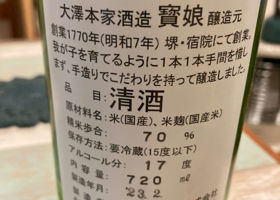 大澤本家酒造 寳娘 醸造元
創業1770年(明和7年) 堺・宿院にて創業。
我が子を育てるように1本1本手間を惜し
まず、手造りでこだわりを持って醸造しました。
品目:清酒
原材料名:米(国産)、米麹(国産米)
精米歩合: 70 %
保存方法:要冷蔵(15度以下)
アルコール分: 17 度
内容量: 720 ml
製造年月: '23.2.